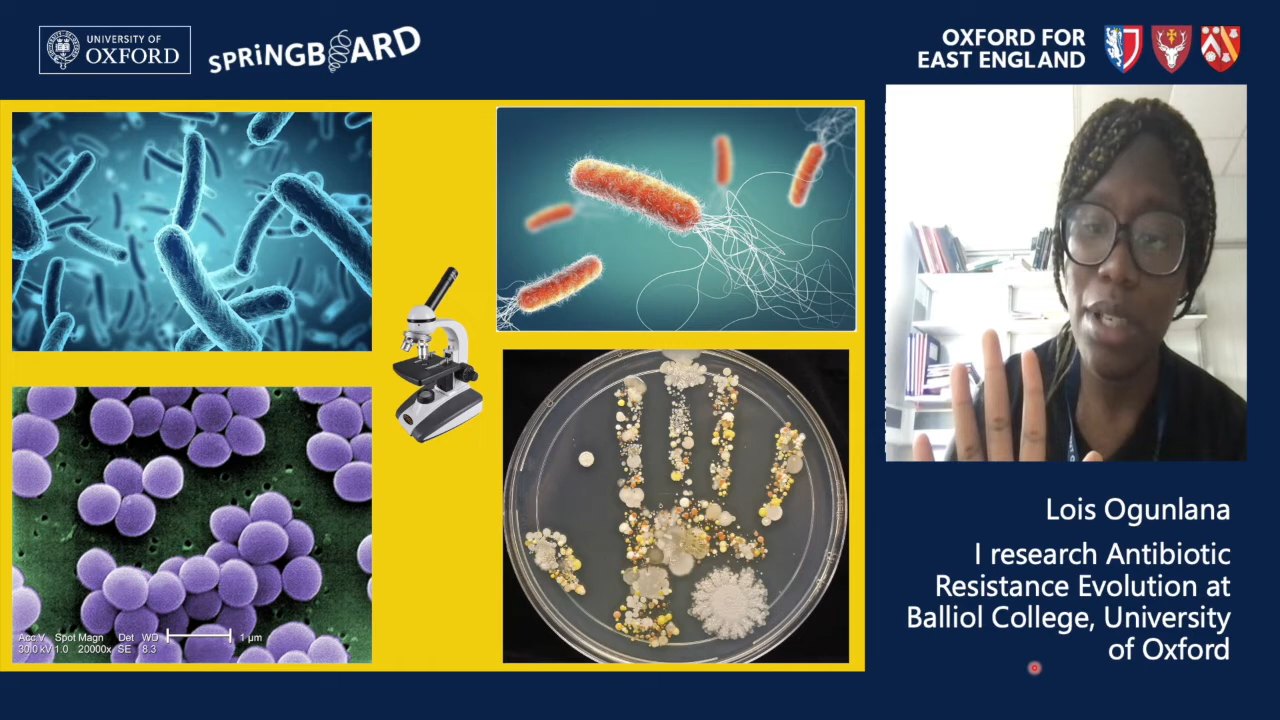 UNIVERSITY OF
OXFORD
SPRiNGBOARD
OXFORD FOR
EAST ENGLAND
Acc.V Spot Magn Det WD 1 µm
30.0 kV 1.0 20000x SE 8.3
Lois Ogunlana
I research Antibiotic
Resistance Evolution at
Balliol College, University
of Oxford